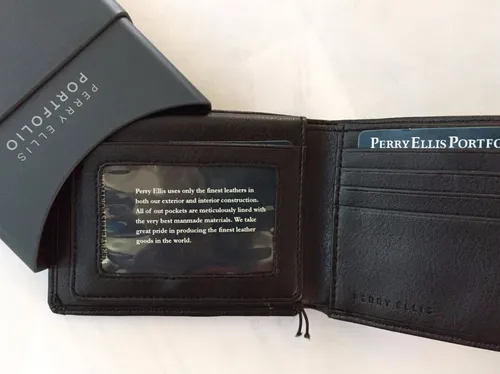 PERRY ELLIS
PORTFOLIO
PERRY ELLIS PORTFO
Perry Ellis uses only the finest leathers in
both our exterior and interior construction.
All of out pockets are meticulously lined with
the very best manmade materials. We take
great pride in producing the finest leather
goods in the world.
PERRY ELLIS